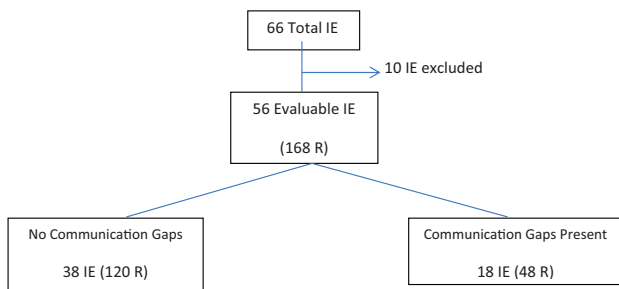 66 Total IE
10 IE excluded
56 Evaluable IE
(168 R)
No Communication Gaps
38 IE (120 R)
Communication Gaps Present
18 IE (48 R)